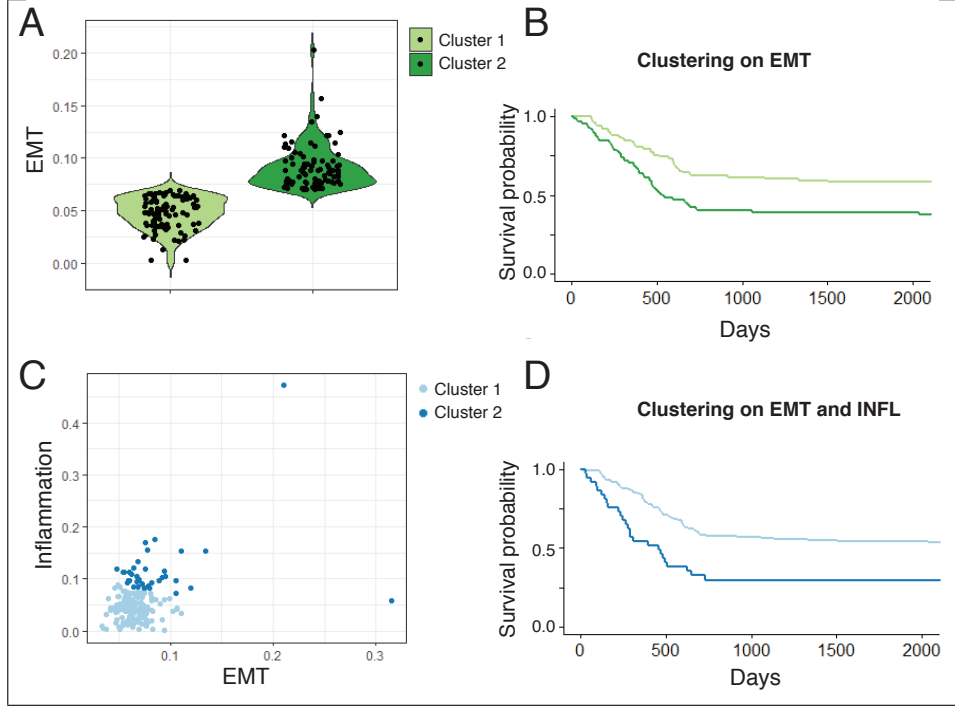 A
EMT
0.20
0.15
0.10
0.05
0.00
Cluster 1
Cluster 2
B
Clustering on EMT
Survival probability
1.0
0.5
0.0
0 500 1000 1500 2000
Days
C
Inflammation
0.4
0.3
0.2
0.1
0.0
0.1 0.2 0.3
EMT
Cluster 1
Cluster 2
D
Clustering on EMT and INFL
Survival probability
1.0
0.5
0.0
0 500 1000 1500 2000
Days